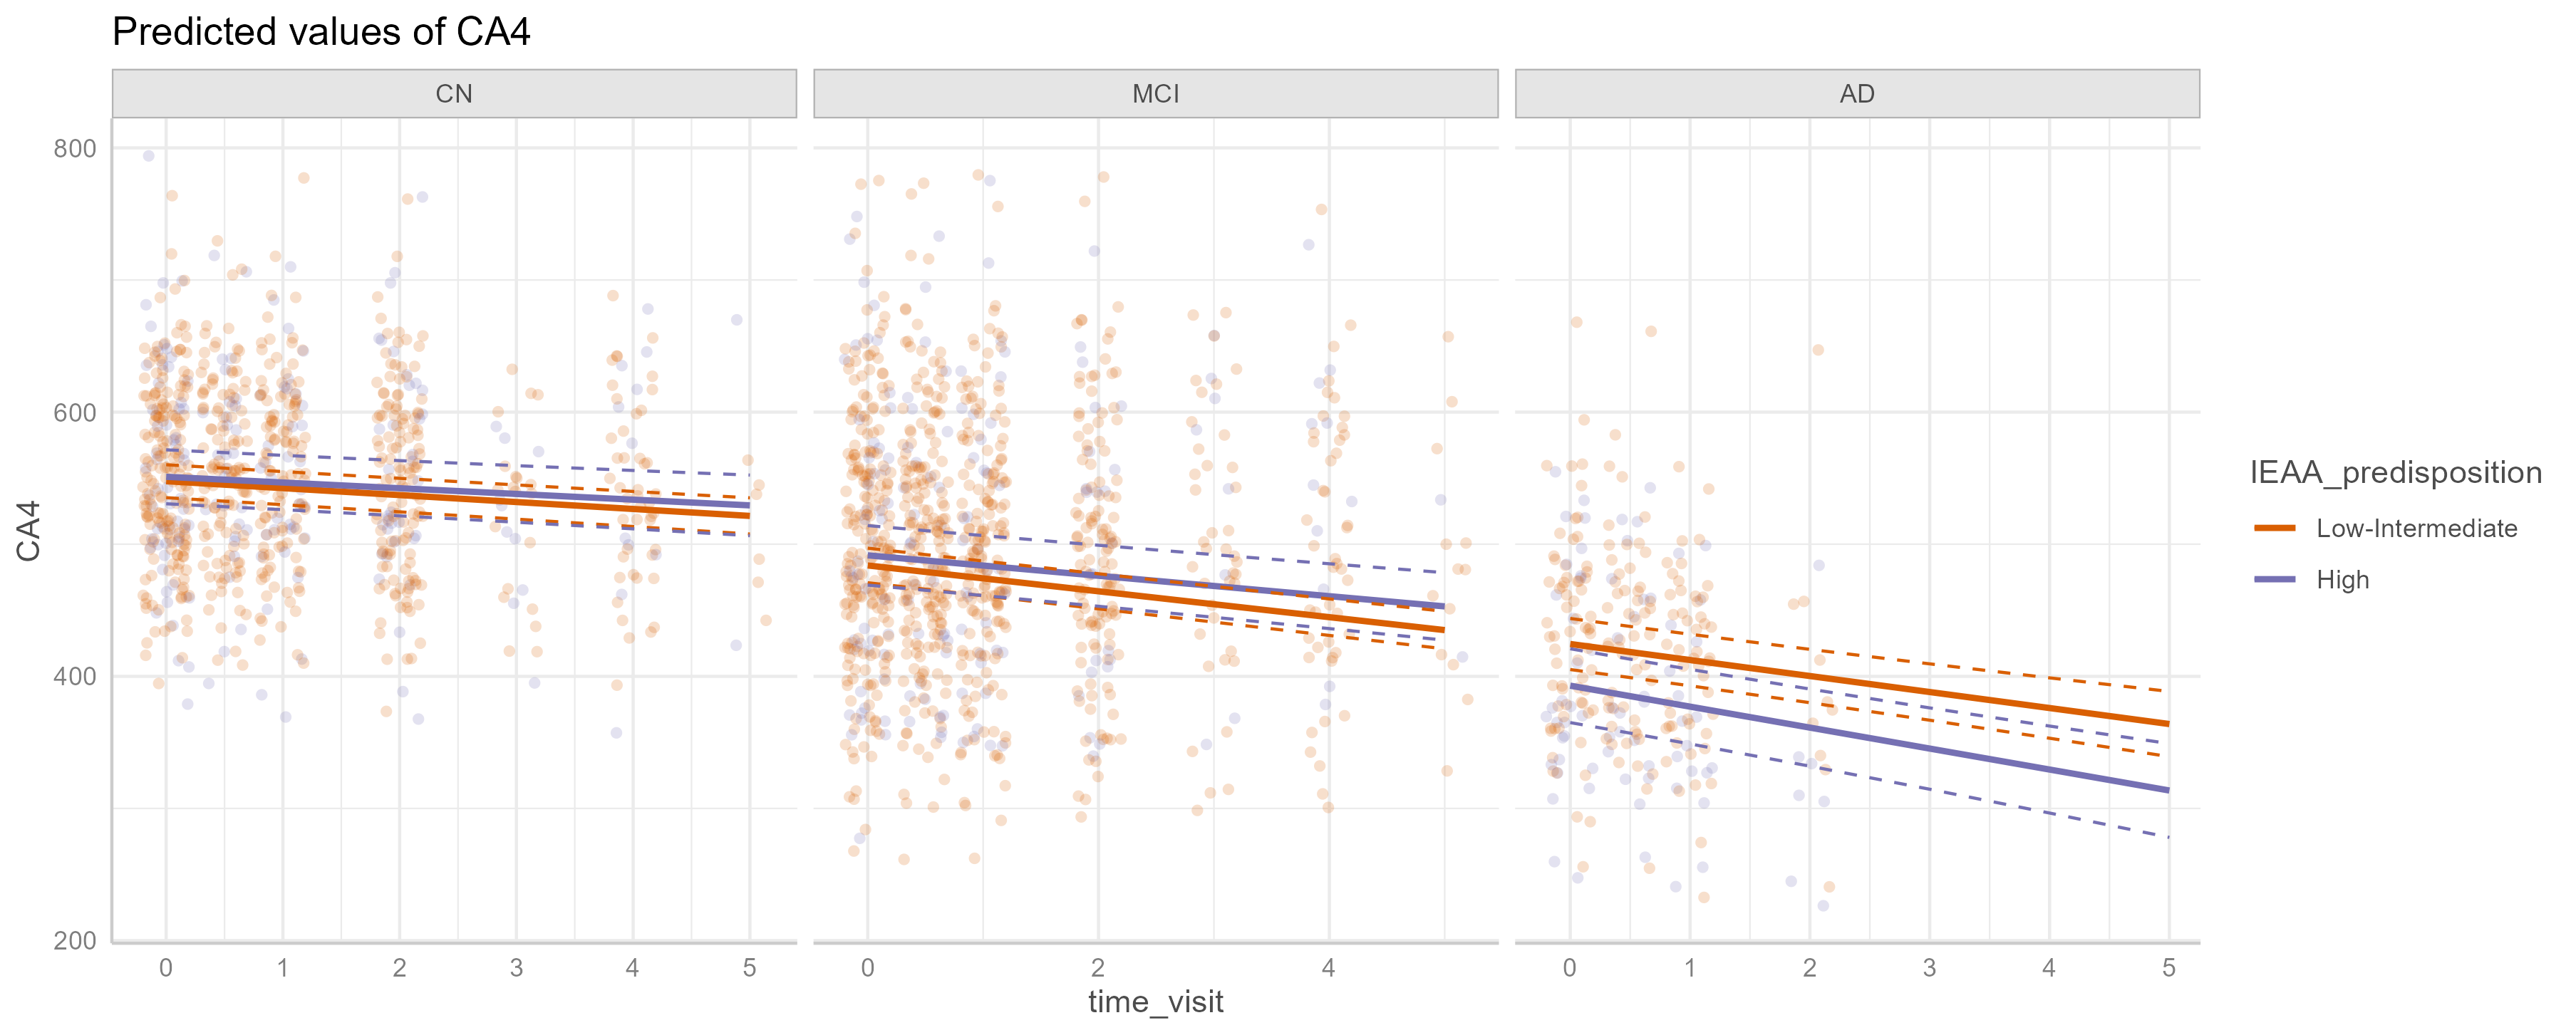 Predicted values of CA4
CN
MCI
AD
800
600
400
200
CA4
0 1 2 3 4 5
0 2 4
0 1 2 3 4 5
time_visit
IEAA_predisposition
Low-Intermediate
High